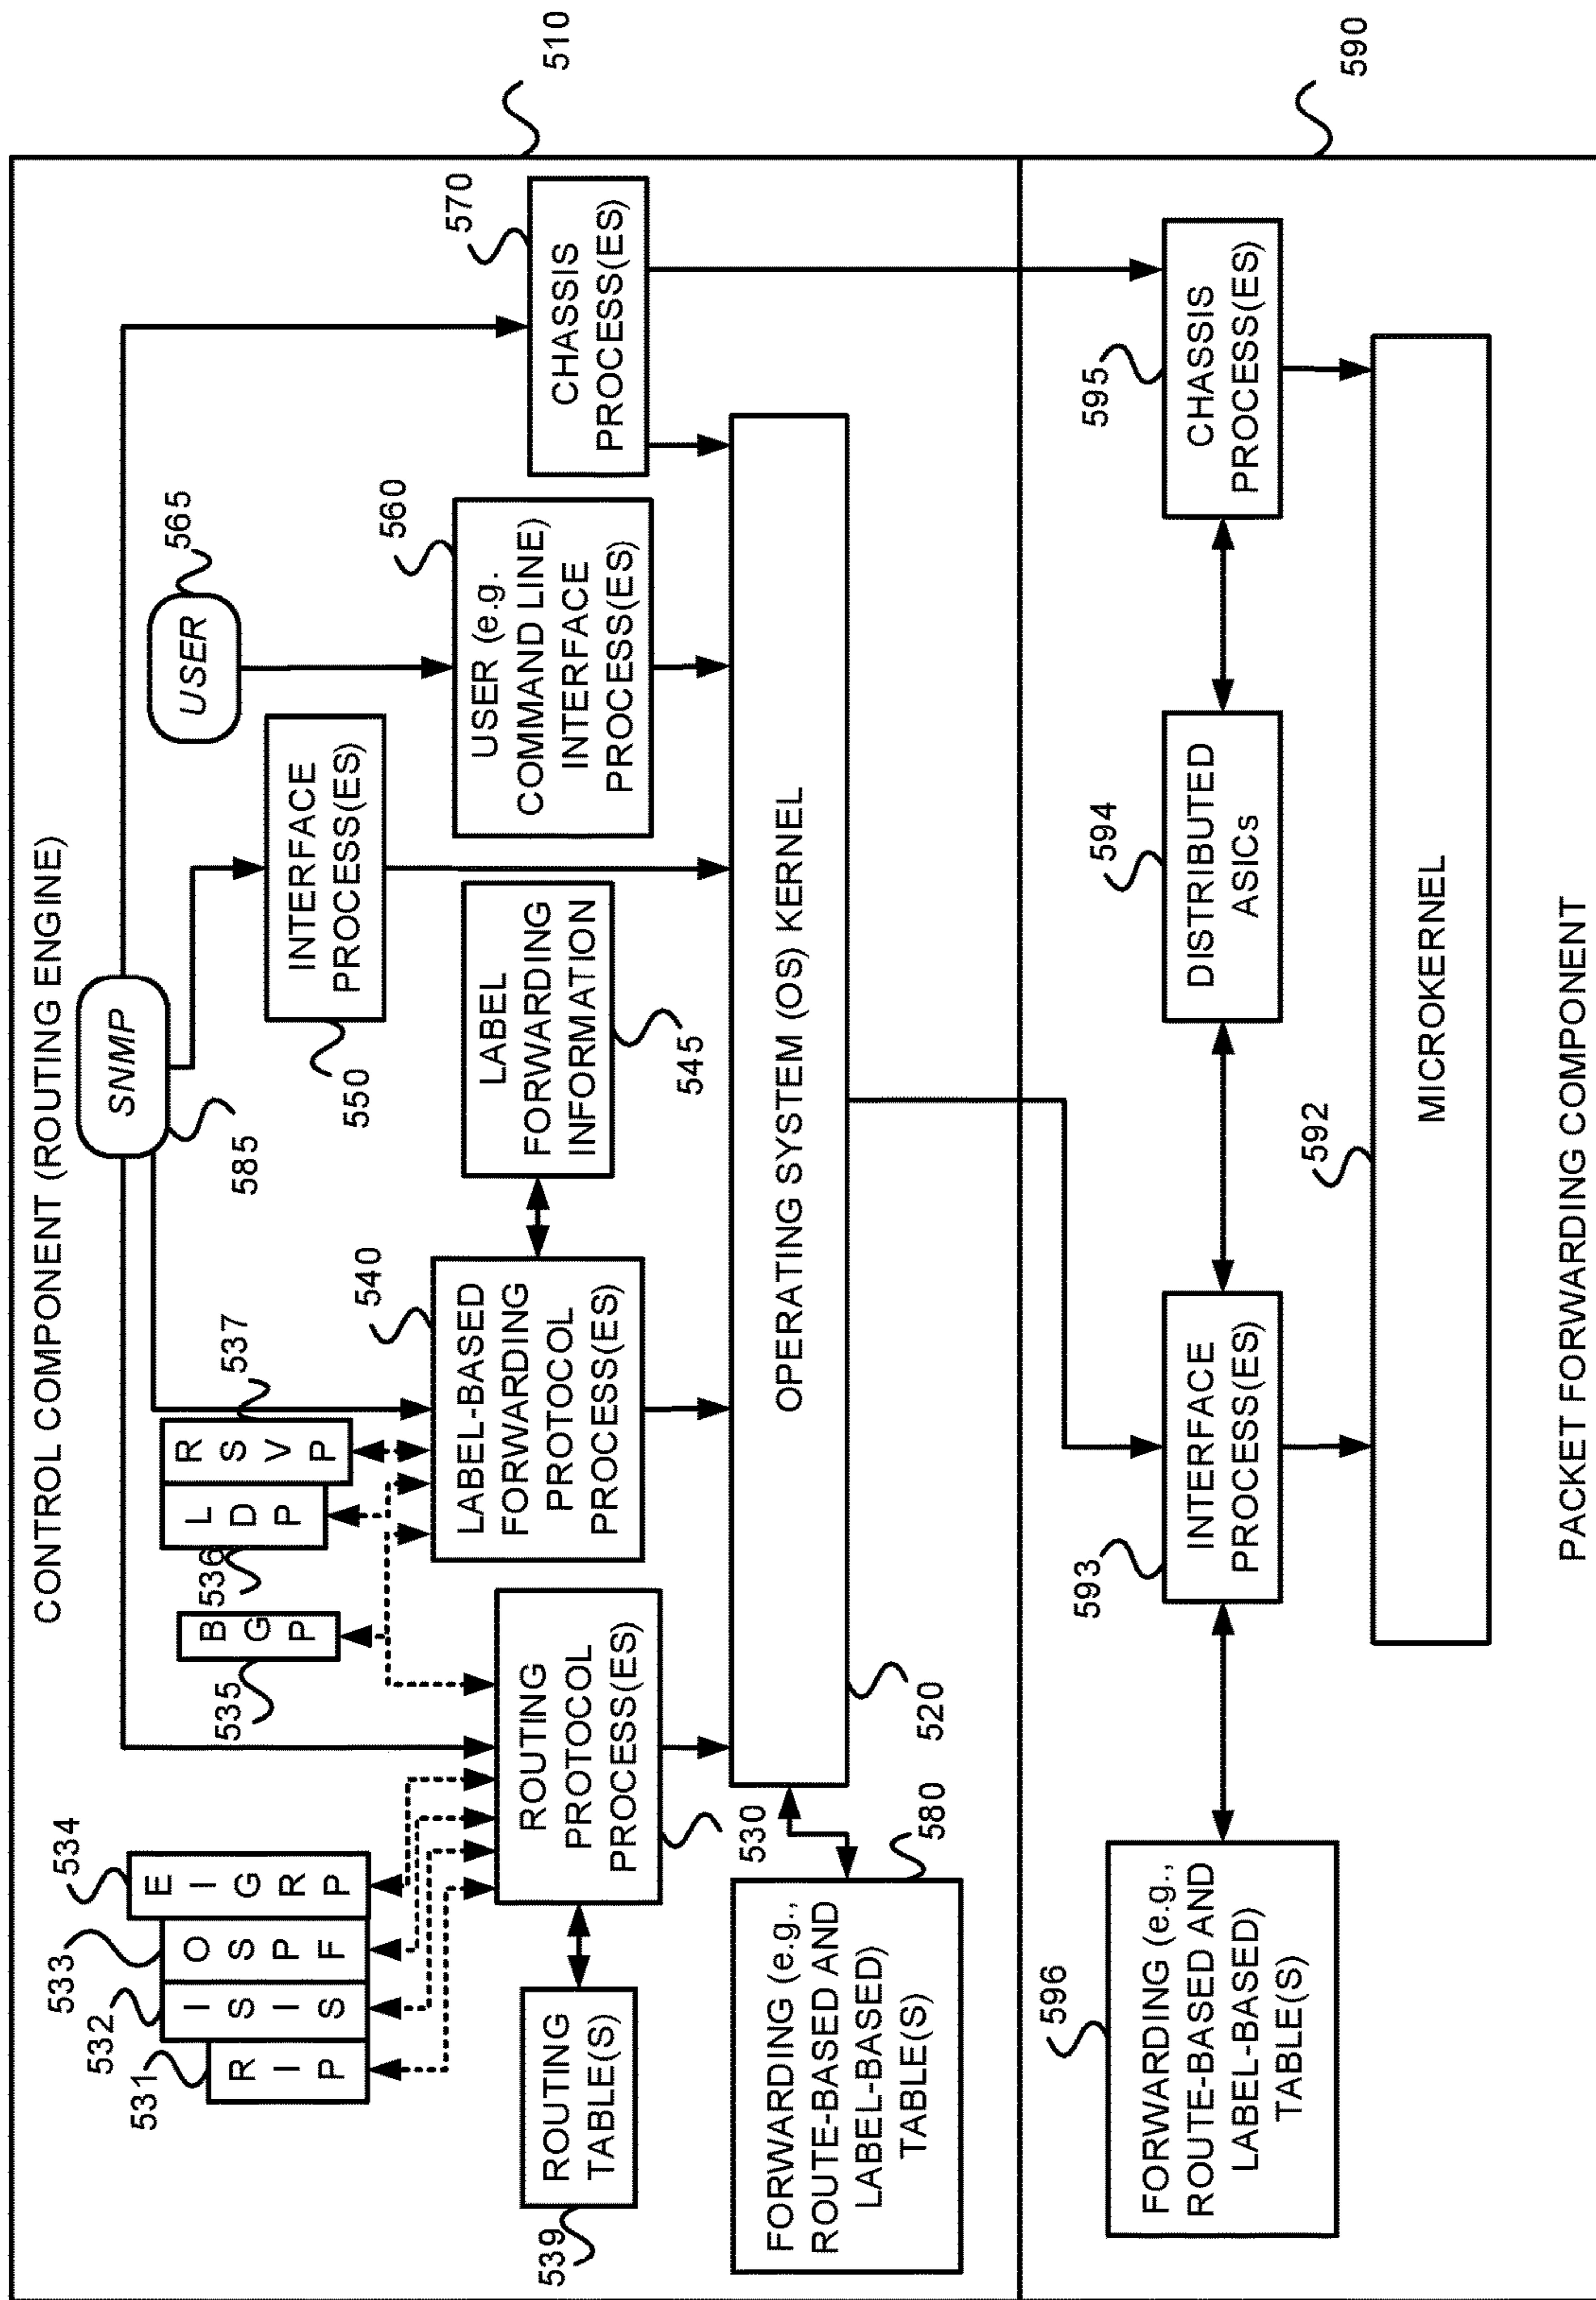 CONTROL COMPONENT (ROUTING ENGINE)
510
SNMP
585
USER
565
534
533
532
531
EIGRP
OSPF
ISIS
RIP
535
BGP
536
LDP
537
RSVP
INTERFACE
PROCESS(ES)
550
539
ROUTING
TABLE(S)
ROUTING
PROTOCOL
PROCESS(ES)
530
540
LABEL-BASED
FORWARDING
PROTOCOL
PROCESS(ES)
LABEL
FORWARDING
INFORMATION
545
560
USER (e.g.
COMMAND LINE)
INTERFACE
PROCESS(ES)
570
CHASSIS
PROCESS(ES)
OPERATING SYSTEM (OS) KERNEL
520
580
FORWARDING (e.g.,
ROUTE-BASED AND
LABEL-BASED)
TABLE(S)
590
596
FORWARDING (e.g.,
ROUTE-BASED AND
LABEL-BASED)
TABLE(S)
593
INTERFACE
PROCESS(ES)
594
DISTRIBUTED
ASICs
595
CHASSIS
PROCESS(ES)
592
MICROKERNEL
PACKET FORWARDING COMPONENT